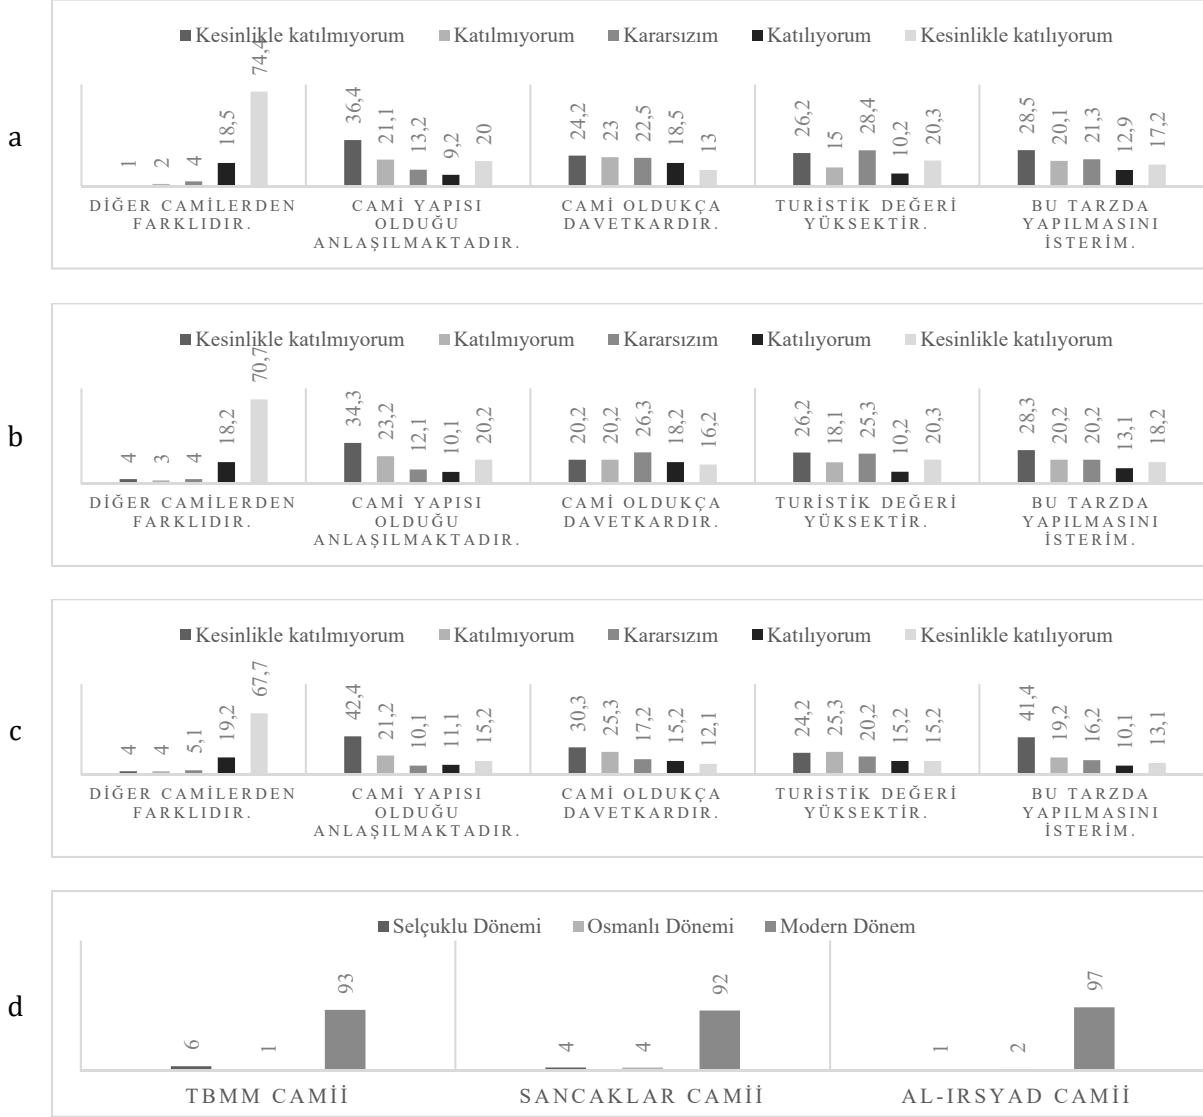 a
Kesinlikle katılmıyorum Katılmıyorum Kararsızım Katılıyorum Kesinlikle katılıyorum
1 2 4 18,5 74,4 36,4 21,1 13,2 9,2 20 24,2 23 22,5 18,5 13 26,2 15 28,4 10,2 20,3 28,5 20,1 21,3 12,9 17,2
DİĞER CAMİLERDEN FARKLIDIR.
CAMİ YAPISI OLDUĞU ANLAŞILMAKTADIR.
CAMİ OLDUKÇA DAVETKARDIR.
TURİSTİK DEĞERİ YÜKSEKTİR.
BU TARZDA YAPILMASINI İSTERİM.
b
Kesinlikle katılmıyorum Katılmıyorum Kararsızım Katılıyorum Kesinlikle katılıyorum
4 3 4 18,2 70,7 34,3 23,2 12,1 10,1 20,2 20,2 20,2 26,3 18,2 16,2 26,2 18,1 25,3 10,2 20,3 28,3 20,2 20,2 13,1 18,2
DİĞER CAMİLERDEN FARKLIDIR.
CAMİ YAPISI OLDUĞU ANLAŞILMAKTADIR.
CAMİ OLDUKÇA DAVETKARDIR.
TURİSTİK DEĞERİ YÜKSEKTİR.
BU TARZDA YAPILMASINI İSTERİM.
c
Kesinlikle katılmıyorum Katılmıyorum Kararsızım Katılıyorum Kesinlikle katılıyorum
4 4 5,1 19,2 67,7 42,4 21,2 10,1 11,1 15,2 30,3 25,3 17,2 15,2 12,1 24,2 25,3 20,2 15,2 15,2 41,4 19,2 16,2 10,1 13,1
DİĞER CAMİLERDEN FARKLIDIR.
CAMİ YAPISI OLDUĞU ANLAŞILMAKTADIR.
CAMİ OLDUKÇA DAVETKARDIR.
TURİSTİK DEĞERİ YÜKSEKTİR.
BU TARZDA YAPILMASINI İSTERİM.
d
Selçuklu Dönemi Osmanlı Dönemi Modern Dönem
6 1 93 4 4 92 1 2 97
TBMM CAMİİ SANCAKLAR CAMİİ AL-IRSYAD CAMİİ